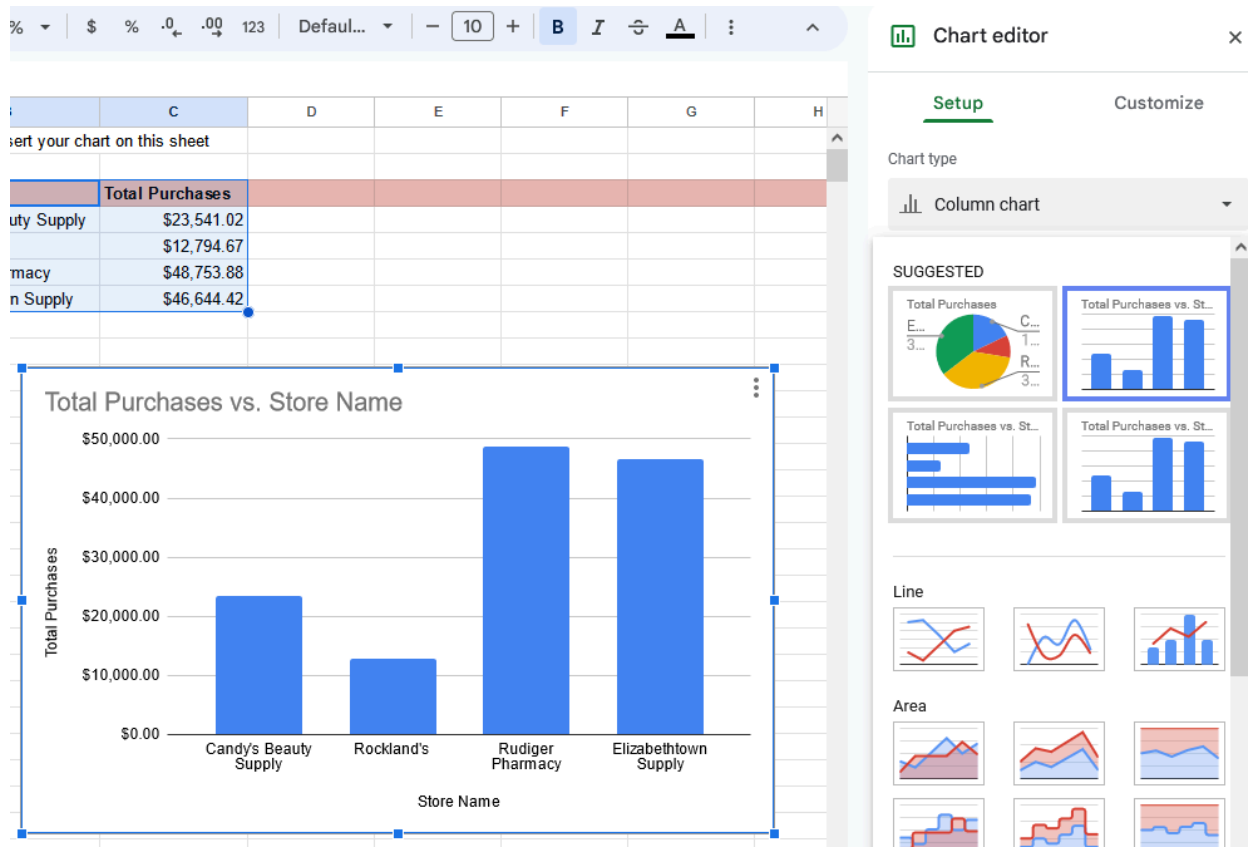 % $ % .0 .00 123 Defaul... 10 B I A
Chart editor
Setup Customize
Chart type
Column chart
C D E F G H
sert your chart on this sheet
Total Purchases
uty Supply $23,541.02
$12,794.67
rmacy $48,753.88
n Supply $46,644.42
Total Purchases vs. Store Name
$50,000.00
$40,000.00
$30,000.00
$20,000.00
$10,000.00
$0.00
Total Purchases
Candy's Beauty
Supply
Rockland's
Rudiger
Pharmacy
Elizabethtown
Supply
Store Name
SUGGESTED
Total Purchases
E...
3...
C...
1...
R...
3...
Total Purchases vs. St...
Total Purchases vs. St...
Total Purchases vs. St...
Line
Area